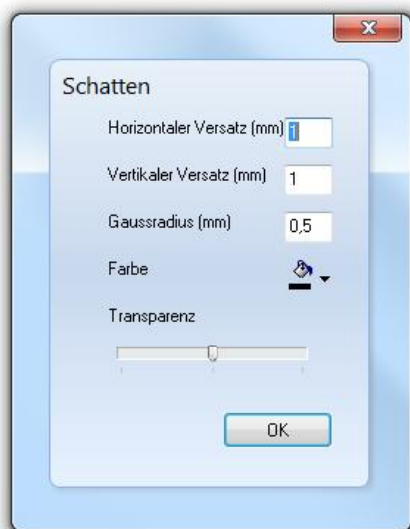 Schatten
Horizontaler Versatz (mm) 1
Vertikaler Versatz (mm) 1
Gaussradius (mm) 0,5
Farbe
Transparenz
OK